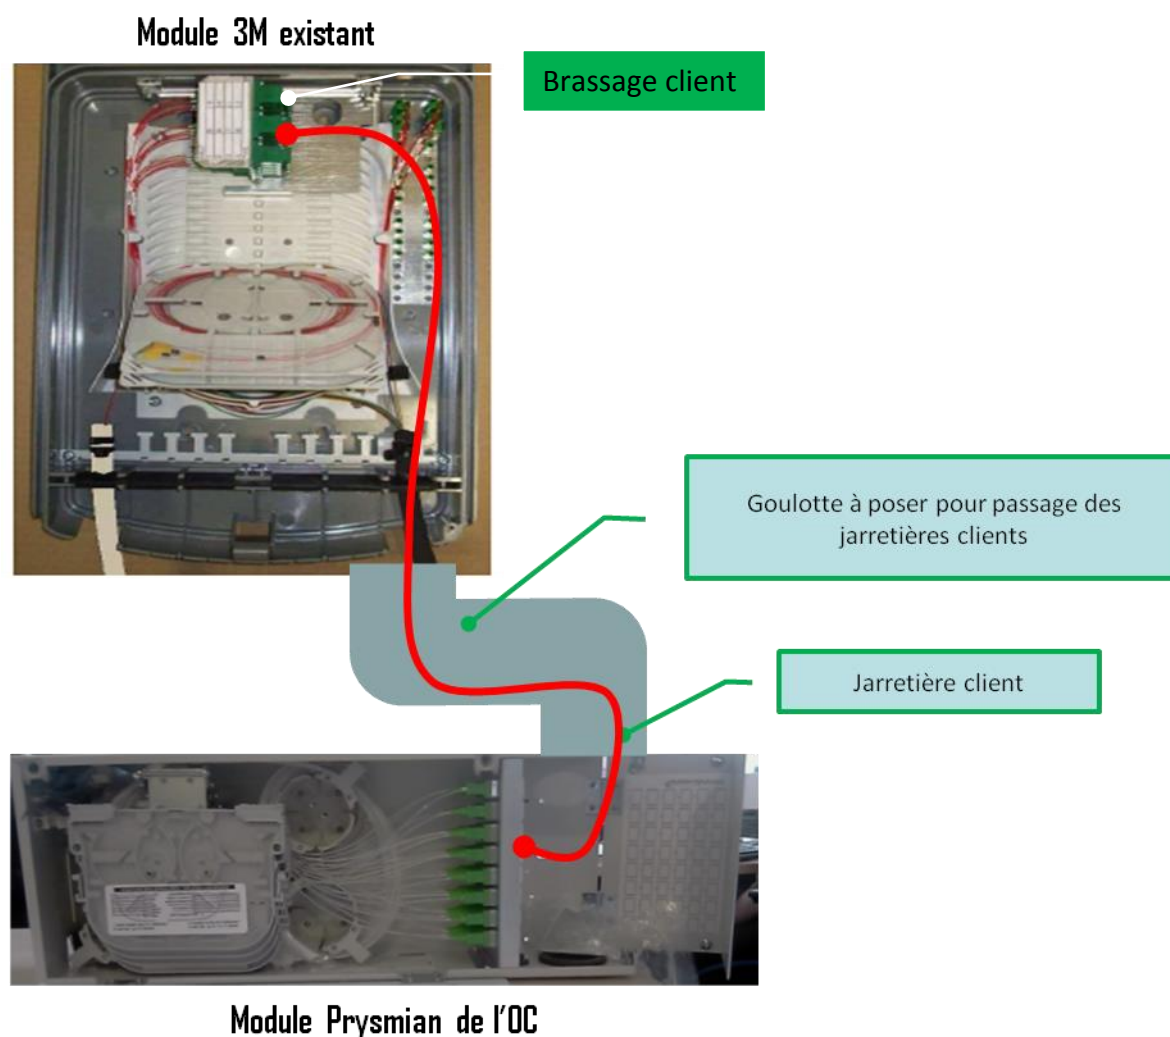 Module 3M existant
Brassage client
Goulotte à poser pour passage des
jarretières clients
Jarretière client
Module Prysmian de l'OC